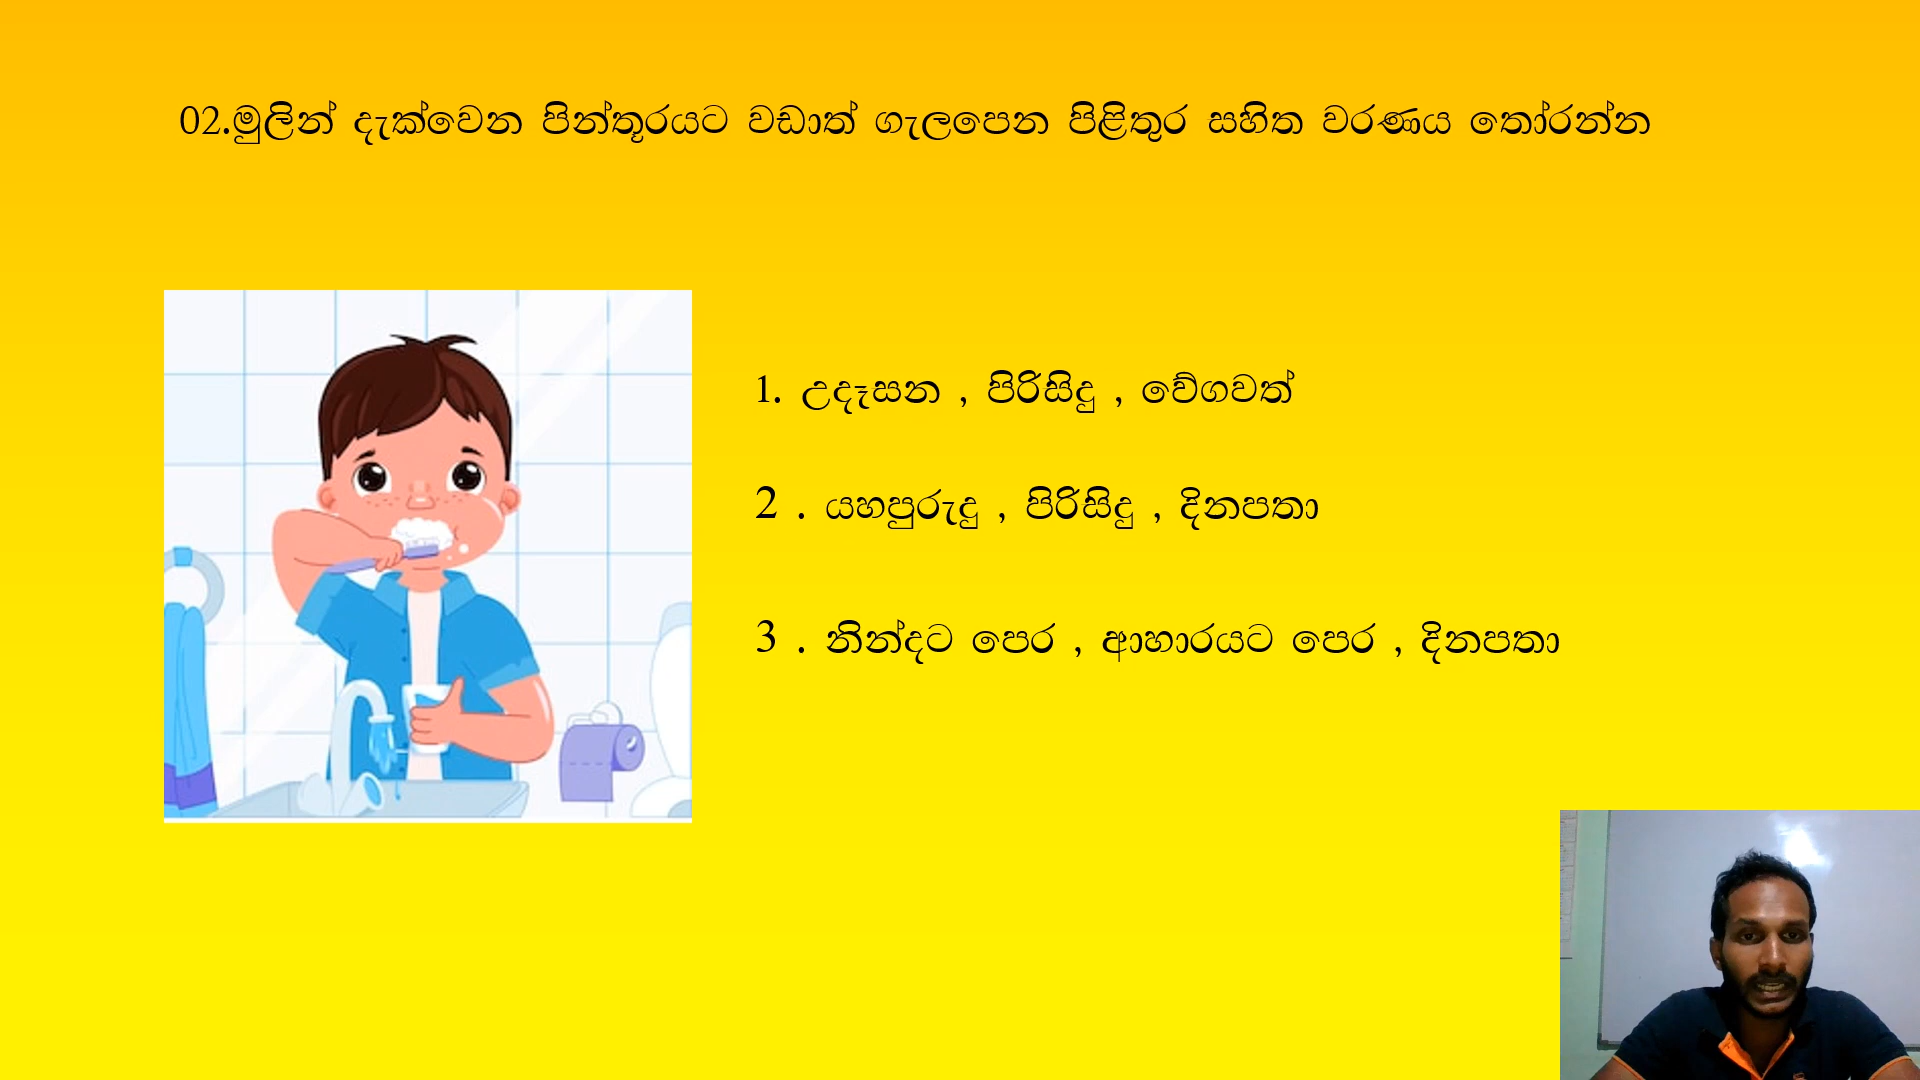 02.මුලින් දැක්වෙන පින්තූරයට වඩාත් ගැලපෙන පිළිතුර සහිත වරණය තෝරන්න
1. උදෑසන , පිරිසිදු , වේගවත්
2 . යහපුරුදු , පිරිසිදු , දිනපතා
3 . නින්දට පෙර , ආහාරයට පෙර , දිනපතා